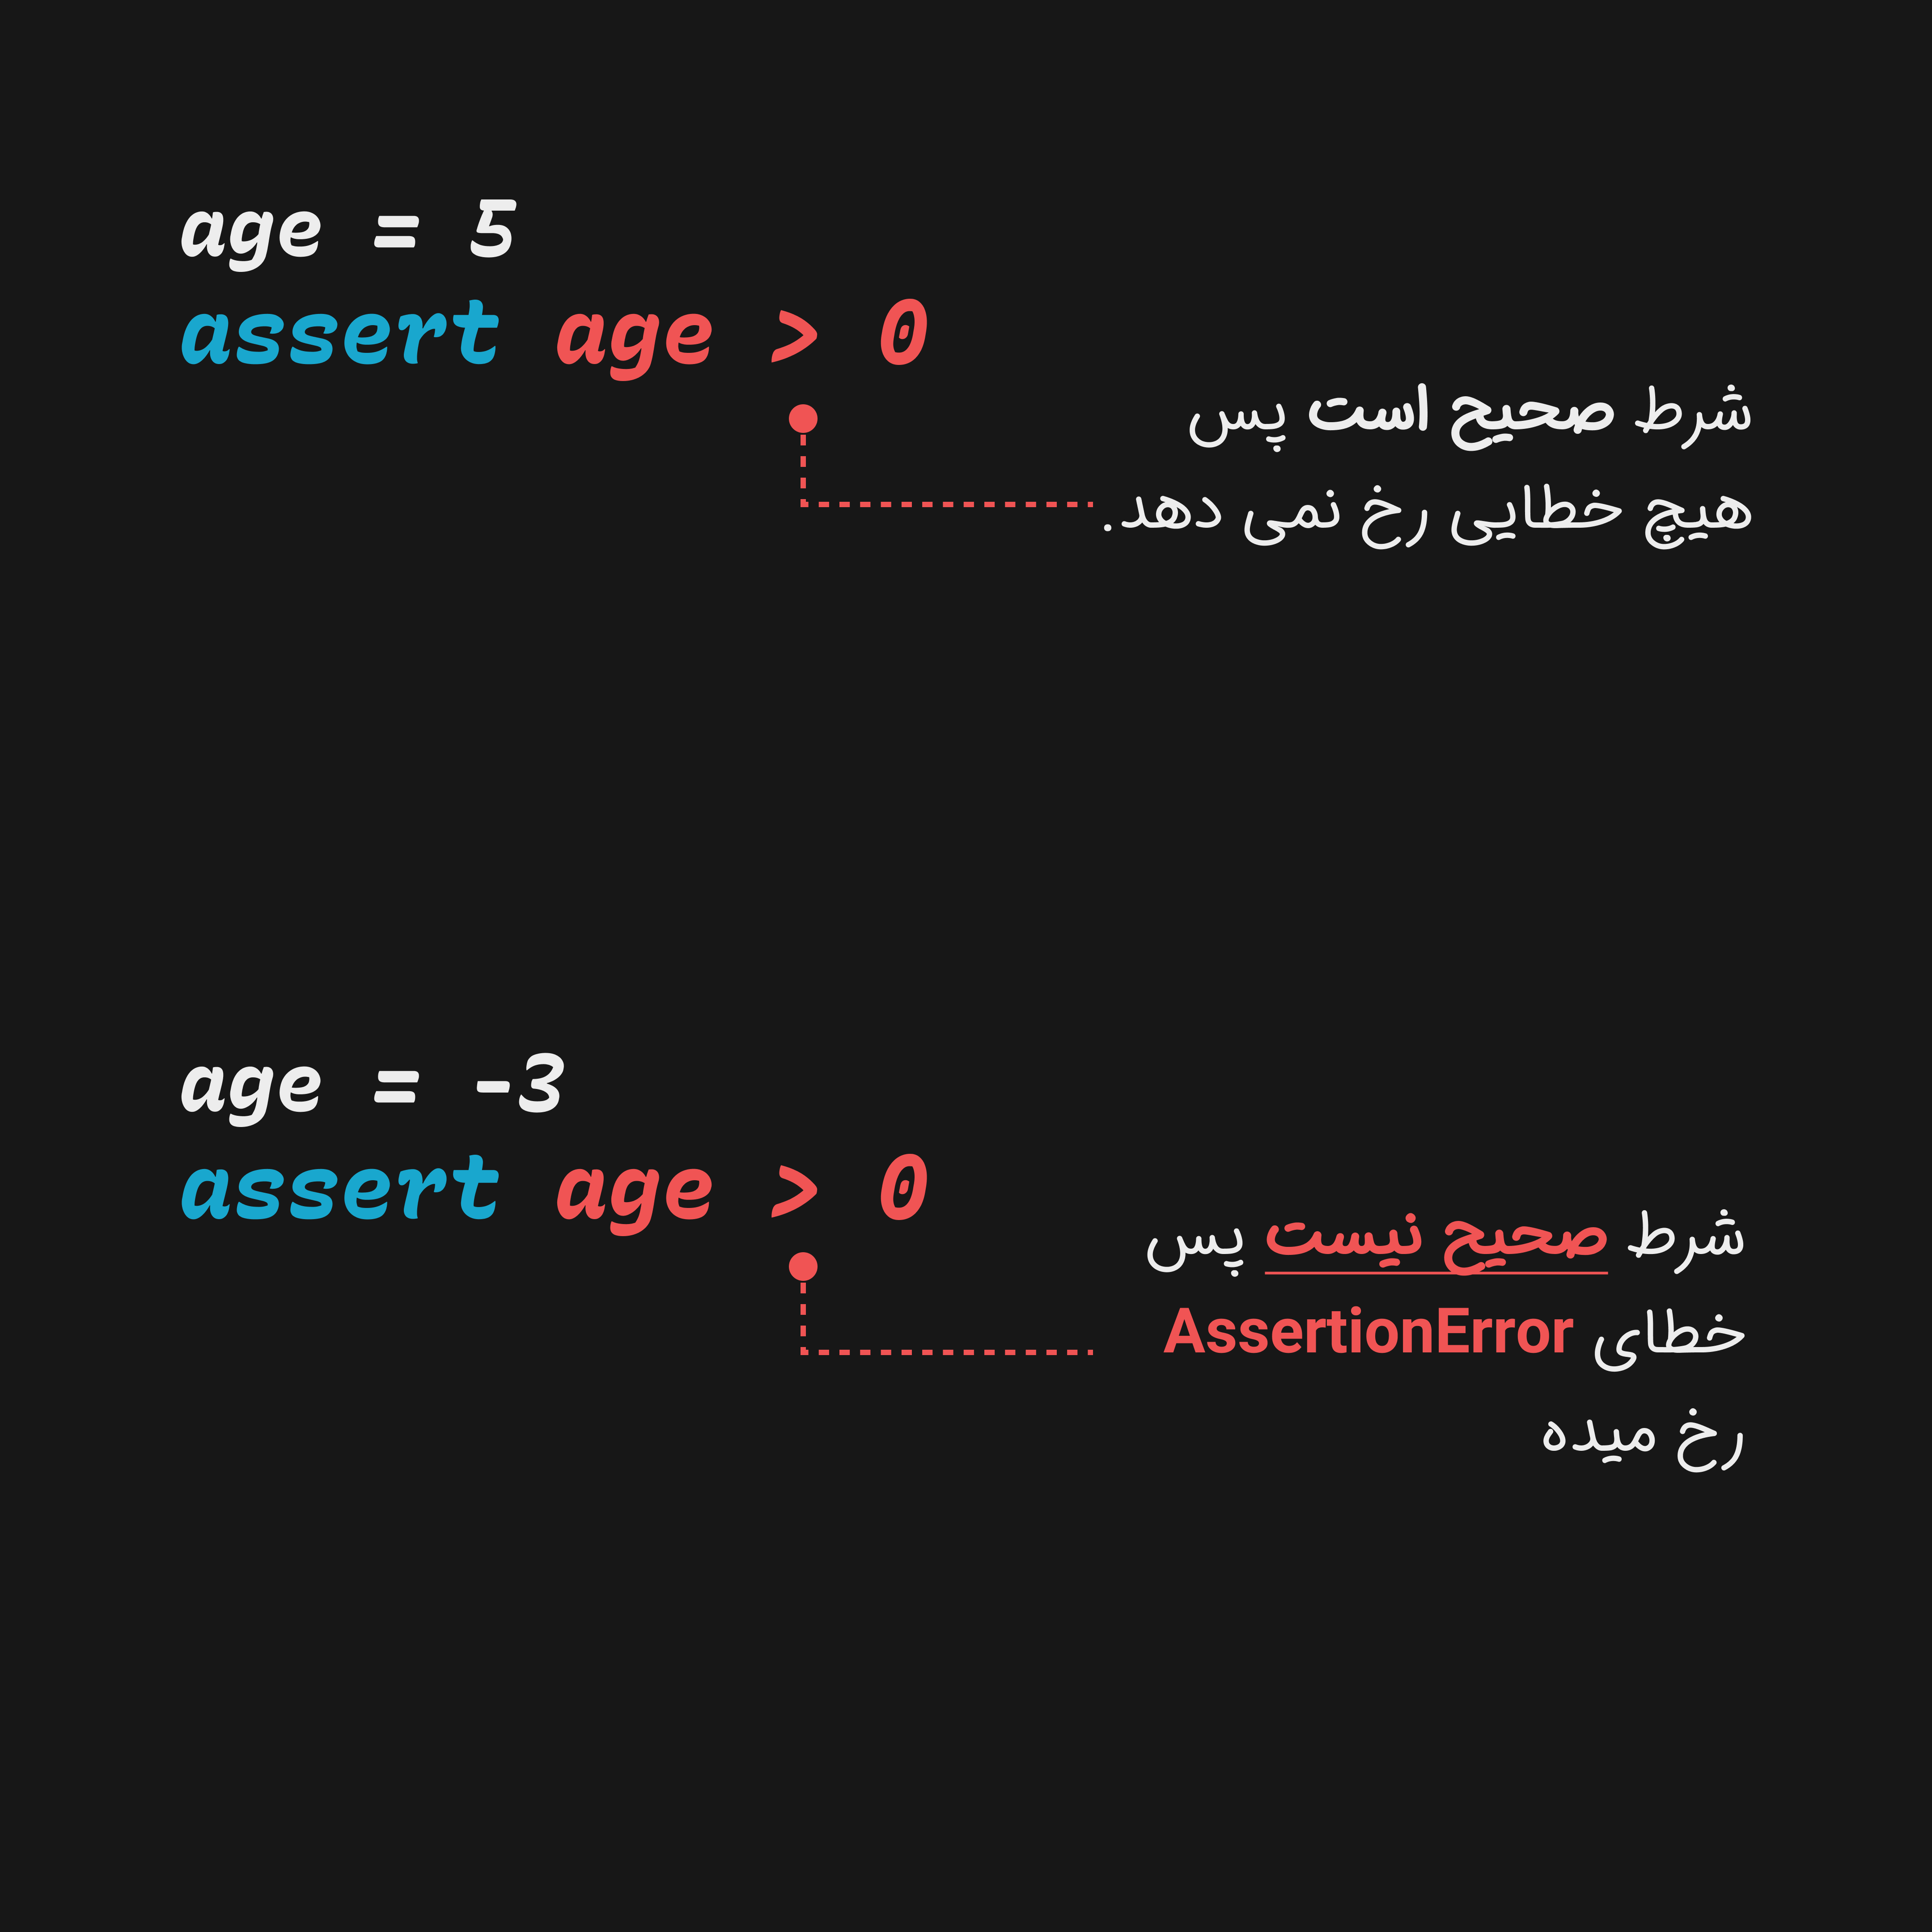 age = 5
assert age > 0
شرط صحیح است پس
هیچ خطایی رخ نمی دهد.
age = -3
assert age > 0
شرط صحیح نیست پس
خطای AssertionError
رخ میده